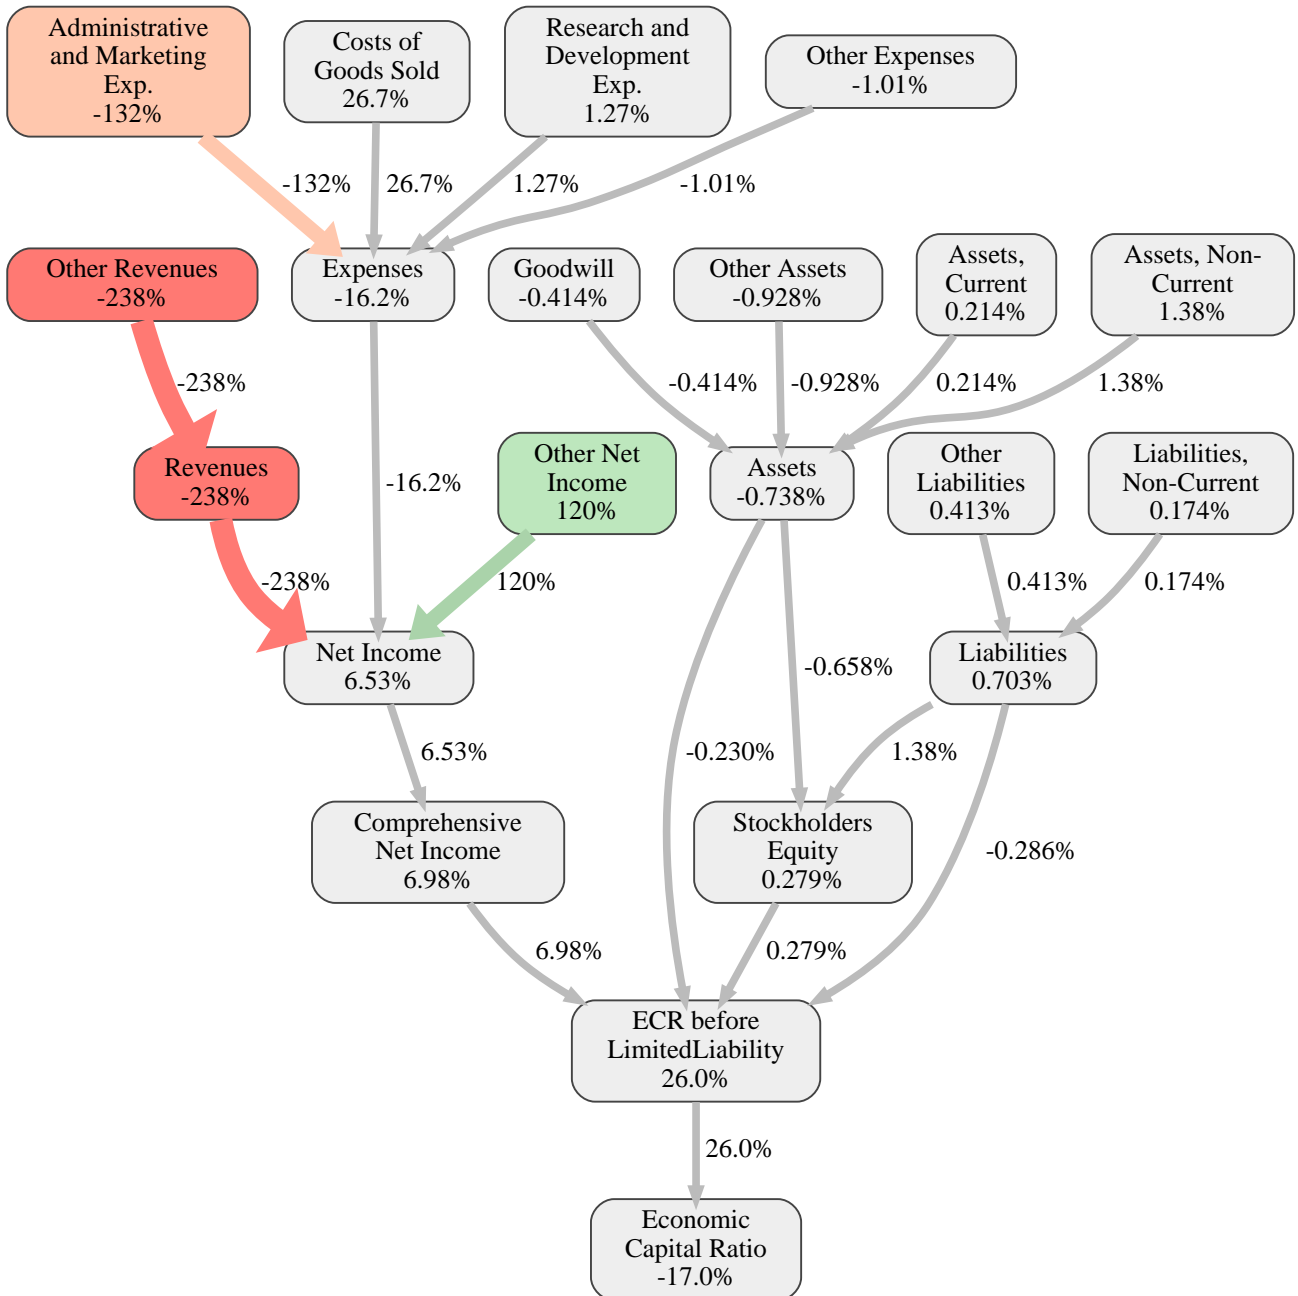 Administrative
and Marketing
Exp.
-132%
Costs of
Goods Sold
26.7%
Research and
Development
Exp.
1.27%
Other Expenses
-1.01%
-132%
26.7%
1.27%
-1.01%
Other Revenues
-238%
Expenses
-16.2%
Goodwill
-0.414%
Other Assets
-0.928%
Assets,
Current
0.214%
Assets, Non-
Current
1.38%
-238%
-0.414%
-0.928%
0.214%
1.38%
Revenues
-238%
-16.2%
Other Net
Income
120%
Assets
-0.738%
Other
Liabilities
0.413%
Liabilities,
Non-Current
0.174%
-238%
120%
0.413%
0.174%
Net Income
6.53%
-0.658%
Liabilities
0.703%
6.53%
-0.230%
1.38%
Comprehensive
Net Income
6.98%
Stockholders
Equity
0.279%
-0.286%
6.98%
0.279%
ECR before
LimitedLiability
26.0%
26.0%
Economic
Capital Ratio
-17.0%